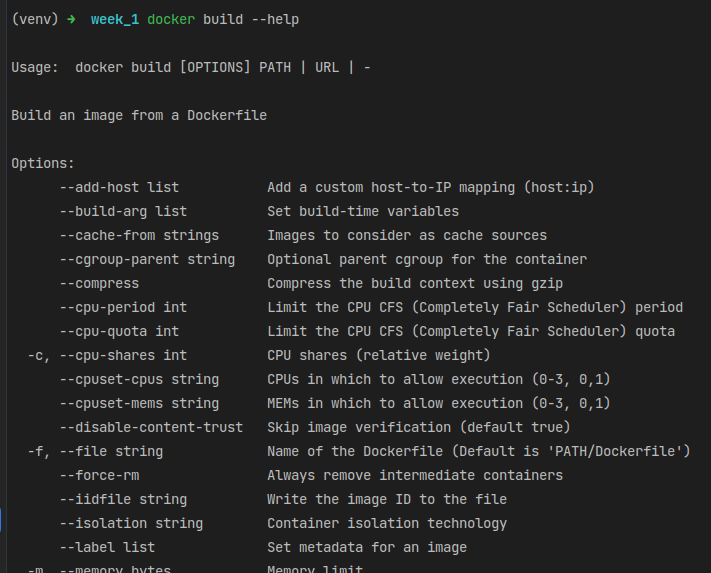 (venv) → week_1 docker build --help
Usage:  docker build [OPTIONS] PATH | URL | -
Build an image from a Dockerfile
Options:
      --add-host list           Add a custom host-to-IP mapping (host:ip)
      --build-arg list          Set build-time variables
      --cache-from strings      Images to consider as cache sources
      --cgroup-parent string    Optional parent cgroup for the container
      --compress                Compress the build context using gzip
      --cpu-period int          Limit the CPU CFS (Completely Fair Scheduler) period
      --cpu-quota int           Limit the CPU CFS (Completely Fair Scheduler) quota
  -c, --cpu-shares int          CPU shares (relative weight)
      --cpuset-cpus string      CPUs in which to allow execution (0-3, 0,1)
      --cpuset-mems string      MEMs in which to allow execution (0-3, 0,1)
      --disable-content-trust   Skip image verification (default true)
  -f, --file string             Name of the Dockerfile (Default is 'PATH/Dockerfile')
      --force-rm                Always remove intermediate containers
      --iidfile string          Write the image ID to the file
      --isolation string        Container isolation technology
      --label list              Set metadata for an image
  -m, --memory bytes            Memory limit